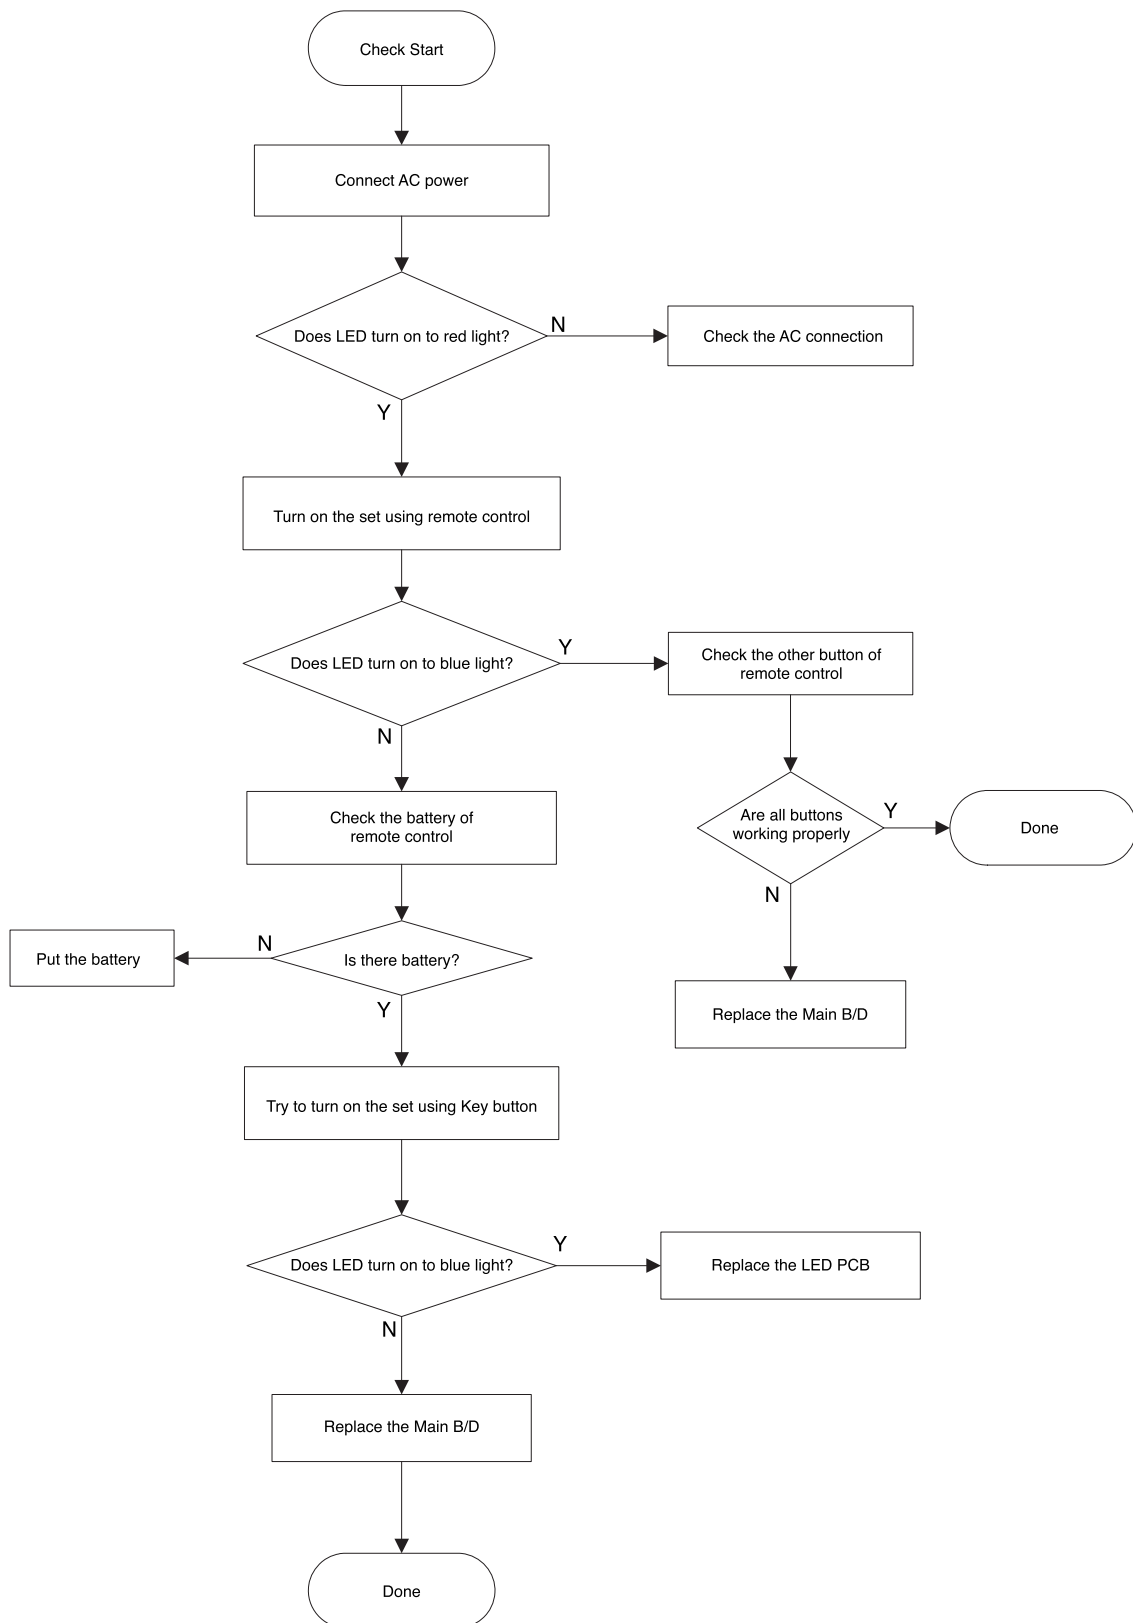 Check Start
Connect AC power
Does LED turn on to red light?
N
Check the AC connection
Y
Turn on the set using remote control
Does LED turn on to blue light?
Y
Check the other button of
remote control
N
Check the battery of
remote control
Are all buttons
working properly
Y
Done
N
Replace the Main B/D
Is there battery?
N
Put the battery
Y
Try to turn on the set using Key button
Does LED turn on to blue light?
Y
Replace the LED PCB
N
Replace the Main B/D
Done